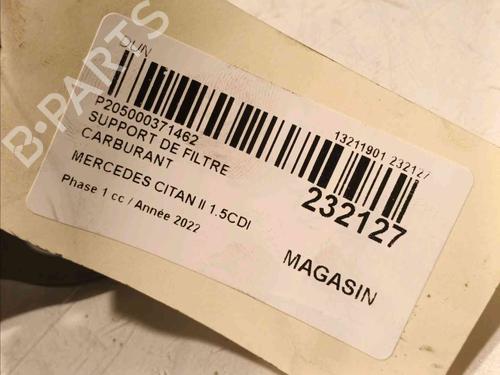 DUN
P205000371462
SUPPORT DE FILTRE
CARBURANT
MERCEDES CITAN II 1.5CDI
Phase 1 cc / Année 2022
13211901 232127
232127
MAGASIN
B-PARTS